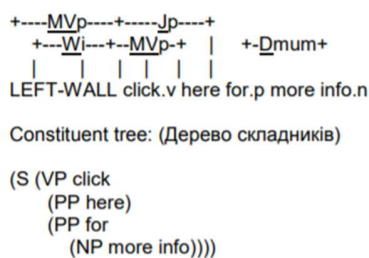 +----MVp----+-----Jp----+
+---Wi---+--MVp-+ | +-Dmum+
| | | | | |
LEFT-WALL click.v here for.p more info.n
Constituent tree: (Дерево складників)
(S (VP click
(PP here)
(PP for
(NP more info))))